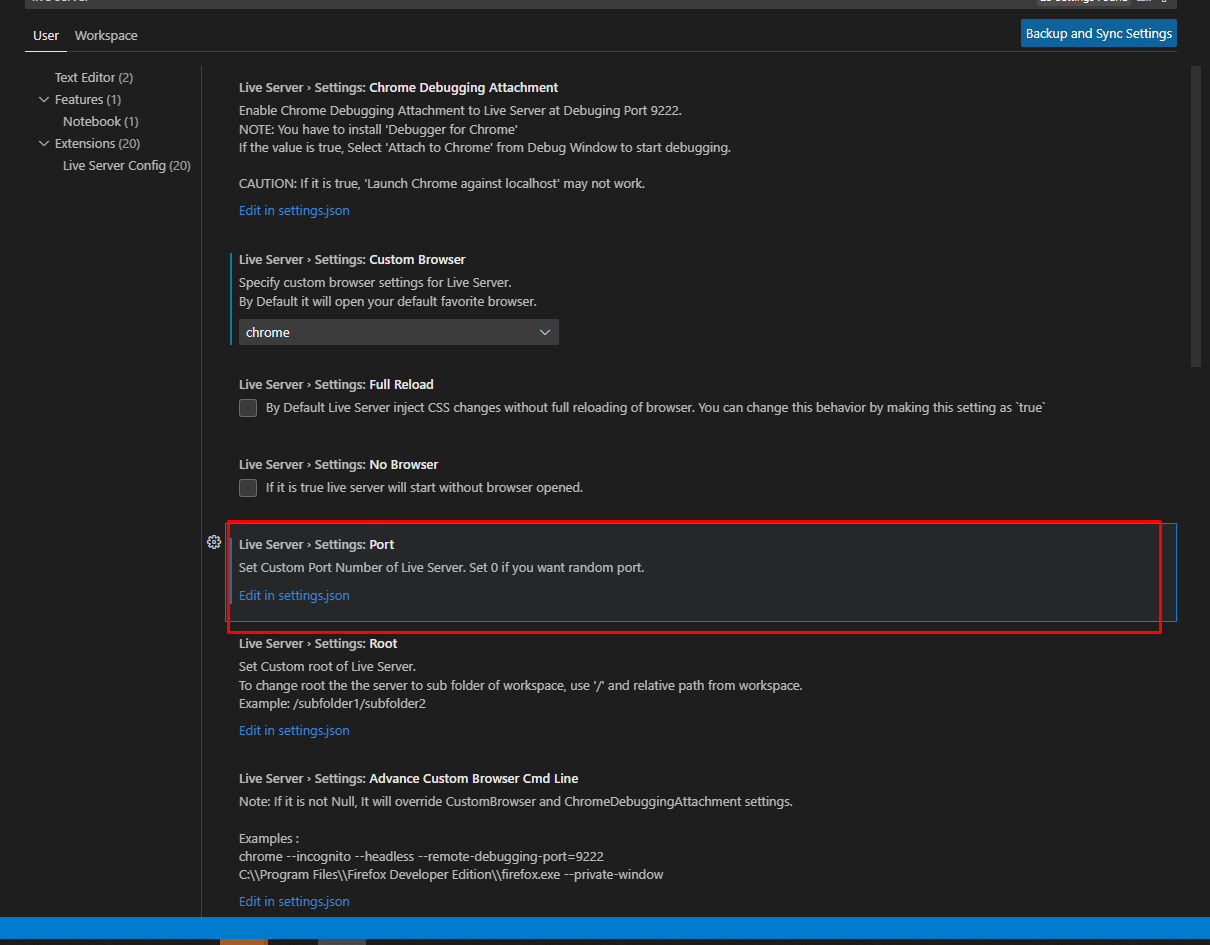 User
Workspace
Backup and Sync Settings
Text Editor (2)
Features (1)
Notebook (1)
Extensions (20)
Live Server Config (20)
Live Server › Settings: Chrome Debugging Attachment
Enable Chrome Debugging Attachment to Live Server at Debuging Port 9222.
NOTE: You have to install 'Debugger for Chrome'
If the value is true, Select 'Attach to Chrome' from Debug Window to start debugging.
CAUTION: If it is true, 'Launch Chrome against localhost' may not work.
Edit in settings.json
Live Server › Settings: Custom Browser
Specify custom browser settings for Live Server.
By Default it will open your default favorite browser.
chrome
Live Server › Settings: Full Reload
By Default Live Server inject CSS changes without full reloading of browser. You can change this behavior by making this setting as `true`
Live Server › Settings: No Browser
If it is true live server will start without browser opened.
Live Server › Settings: Port
Set Custom Port Number of Live Server. Set 0 if you want random port.
Edit in settings.json
Live Server › Settings: Root
Set Custom root of Live Server.
To change root the the server to sub folder of workspace, use '/' and relative path from workspace.
Example: /subfolder1/subfolder2
Edit in settings.json
Live Server › Settings: Advance Custom Browser Cmd Line
Note: If it is not Null, It will override CustomBrowser and ChromeDebuggingAttachment settings.
Examples :
chrome --incognito --headless --remote-debugging-port=9222
C:\\Program Files\\Firefox Developer Edition\\firefox.exe --private-window
Edit in settings.json